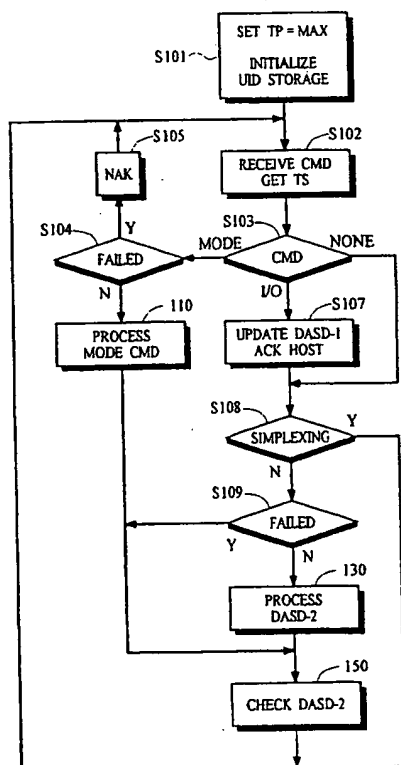 SET TP = MAX
INITIALIZE
UID STORAGE
S101
S105
NAK
S102
RECEIVE CMD
GET TS
S104
FAILED
Y
N
S103
MODE
CMD
NONE
I/O
110
PROCESS
MODE CMD
S107
UPDATE DASD-1
ACK HOST
S108
SIMPLEXING
Y
N
S109
FAILED
Y
N
130
PROCESS
DASD-2
150
CHECK DASD-2